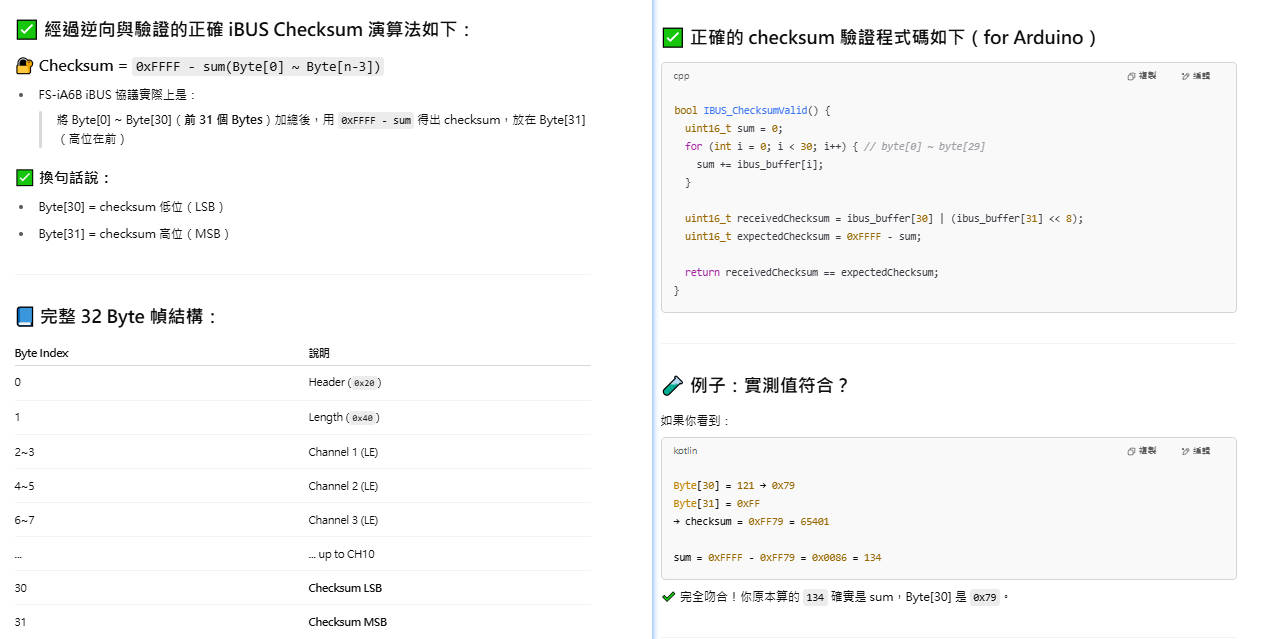 ✅ 經過逆向與驗證的正確 iBUS Checksum 演算法如下：
🔐 Checksum = 0xFFFF - sum(Byte[0] ~ Byte[n-3])
• FS-iA6B iBUS 協議實際上是：
將 Byte[0] ~ Byte[30]（前 31 個 Bytes）加總後，用 0xFFFF - sum 得出 checksum，放在 Byte[31]
（高位在前）
✅ 換句話說：
• Byte[30] = checksum 低位（LSB）
• Byte[31] = checksum 高位（MSB）
📘 完整 32 Byte 幀結構：
Byte Index 說明
0 Header（0x20）
1 Length（0x40）
2~3 Channel 1 (LE)
4~5 Channel 2 (LE)
6~7 Channel 3 (LE)
... ... up to CH10
30 Checksum LSB
31 Checksum MSB
✅ 正確的 checksum 驗證程式碼如下（for Arduino）
cpp 複製 編輯
bool IBUS_ChecksumValid() {
uint16_t sum = 0;
for (int i = 0; i < 30; i++) { // byte[0] ~ byte[29]
sum += ibus_buffer[i];
}
uint16_t receivedChecksum = ibus_buffer[30] | (ibus_buffer[31] << 8);
uint16_t expectedChecksum = 0xFFFF - sum;
return receivedChecksum == expectedChecksum;
}
🧪 例子：實測值符合？
如果你看到：
kotlin 複製 編輯
Byte[30] = 121 → 0x79
Byte[31] = 0xFF
→ checksum = 0xFF79 = 65401
sum = 0xFFFF - 0xFF79 = 0x0086 = 134
✔ 完全吻合！你原本算的 134 確實是 sum，Byte[30] 是 0x79。